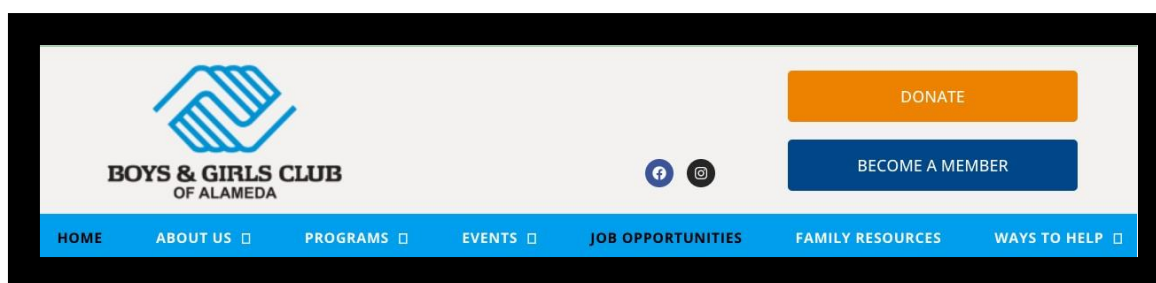 DONATE
BOYS & GIRLS CLUB
OF ALAMEDA
BECOME A MEMBER
HOME ABOUT US PROGRAMS EVENTS JOB OPPORTUNITIES FAMILY RESOURCES WAYS TO HELP